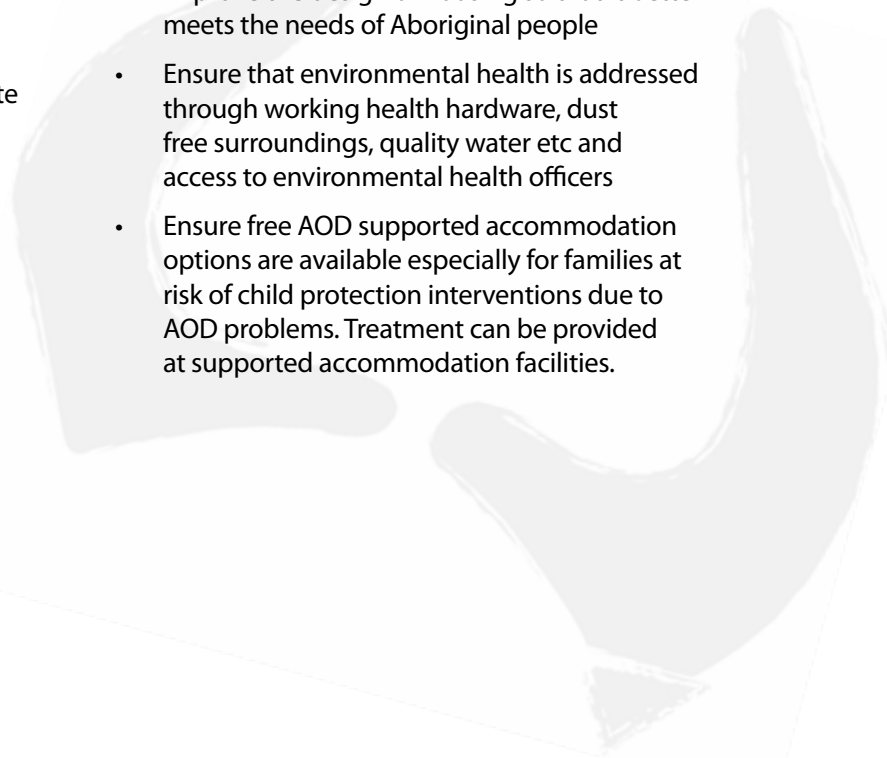 meets the needs of Aboriginal people
te
• Ensure that environmental health is addressed
through working health hardware, dust
free surroundings, quality water etc and
access to environmental health officers
• Ensure free AOD supported accommodation
options are available especially for families at
risk of child protection interventions due to
AOD problems. Treatment can be provided
at supported accommodation facilities.